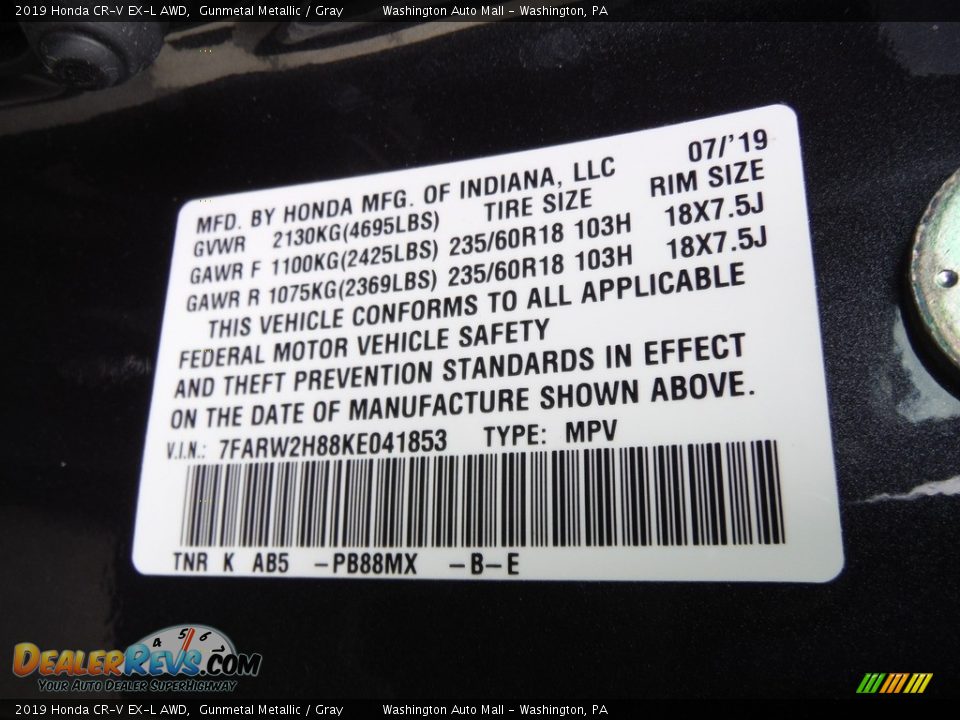 2019 Honda CR-V EX-L AWD, Gunmetal Metallic / Gray Washington Auto Mall - Washington, PA
07/'19
MFD. BY HONDA MFG. OF INDIANA, LLC
GVWR 2130KG(4695LBS) TIRE SIZE RIM SIZE
GAWR F 1100KG(2425LBS) 235/60R18 103H 18X7.5J
GAWR R 1075KG(2369LBS) 235/60R18 103H 18X7.5J
THIS VEHICLE CONFORMS TO ALL APPLICABLE
FEDERAL MOTOR VEHICLE SAFETY
AND THEFT PREVENTION STANDARDS IN EFFECT
ON THE DATE OF MANUFACTURE SHOWN ABOVE.
V.I.N.: 7FARW2H88KE041853 TYPE: MPV
TNR K AB5 -PB88MX -B-E
4 5 6
DEALERREVS.COM
YOUR AUTO DEALER SUPERHIGHWAY
2019 Honda CR-V EX-L AWD, Gunmetal Metallic / Gray Washington Auto Mall - Washington, PA